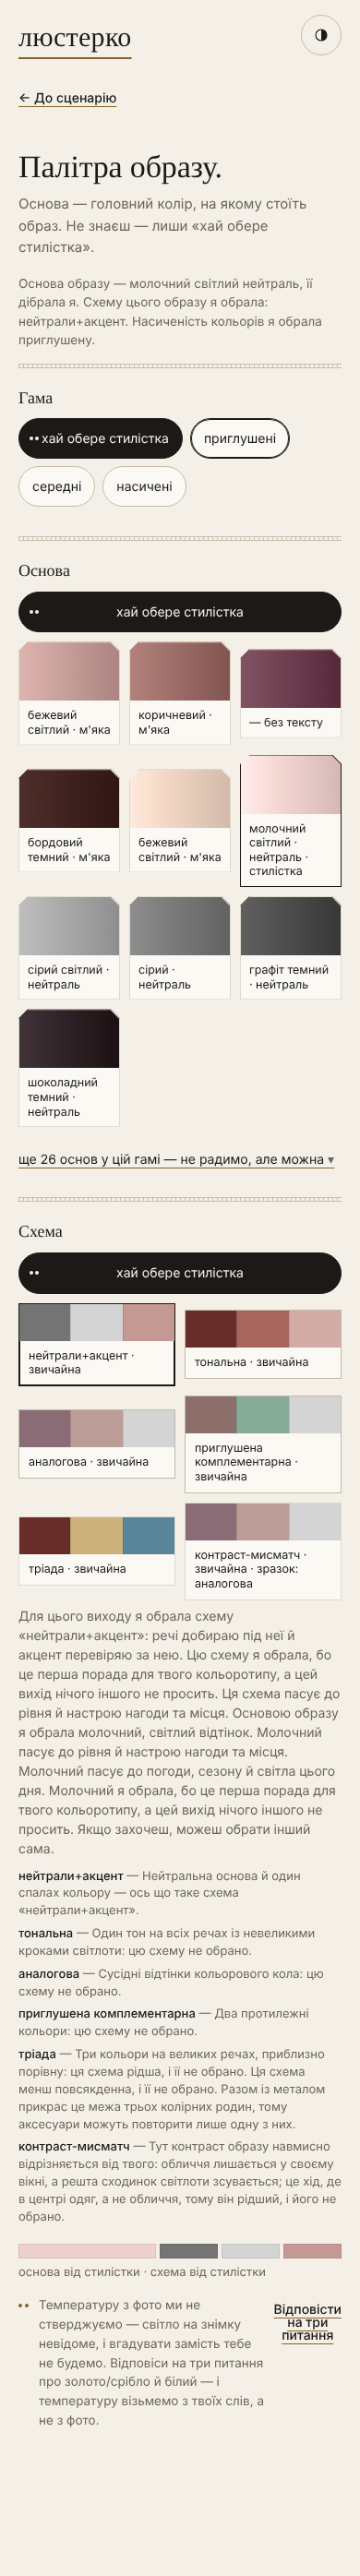 люстерко
← До сценарію
Палітра образу.
Основа — головний колір, на якому стоїть
образ. Не знаєш — лиши «хай обере
стилістка».
Основа образу — молочний світлий нейтраль, її
дібрала я. Схему цього образу я обрала:
нейтрали+акцент. Насиченість кольорів я обрала
приглушену.
Гама
хай обере стилістка
приглушені
середні
насичені
Основа
хай обере стилістка
бежевий
світлий · м'яка
коричневий ·
м'яка
— без тексту
бордовий
темний · м'яка
бежевий
світлий · м'яка
молочний
світлий ·
нейтраль ·
стилістка
сірий світлий ·
нейтраль
сірий ·
нейтраль
графіт темний
· нейтраль
шоколадний
темний ·
нейтраль
ще 26 основ у цій гамі — не радимо, але можна ▾
Схема
хай обере стилістка
нейтрали+акцент ·
звичайна
тональна · звичайна
аналогова · звичайна
приглушена
комплементарна ·
звичайна
тріада · звичайна
контраст-мисматч ·
звичайна · зразок:
аналогова
Для цього виходу я обрала схему
«нейтрали+акцент»: речі добираю під неї й
акцент перевіряю за нею. Цю схему я обрала, бо
це перша порада для твого кольоротипу, а цей
вихід нічого іншого не просить. Ця схема пасує до
рівня й настрою нагоди та місця. Основою образу
я обрала молочний, світлий відтінок. Молочний
пасує до рівня й настрою нагоди та місця.
Молочний пасує до погоди, сезону й світла цього
дня. Молочний я обрала, бо це перша порада для
твого кольоротипу, а цей вихід нічого іншого не
просить. Якщо захочеш, можеш обрати інший
сама.
нейтрали+акцент — Нейтральна основа й один
спалах кольору — ось що таке схема
«нейтрали+акцент».
тональна — Один тон на всіх речах із невеликими
кроками світлоти: цю схему не обрано.
аналогова — Сусідні відтінки кольорового кола: цю
схему не обрано.
приглушена комплементарна — Два протилежні
кольори: цю схему не обрано.
тріада — Три кольори на великих речах, приблизно
порівну: ця схема рідша, і її не обрано. Ця схема
менш повсякденна, і її не обрано. Разом із металом
прикрас це межа трьох колірних родин, тому
аксесуари можуть повторити лише одну з них.
контраст-мисматч — Тут контраст образу навмисно
відрізняється від твого: обличчя лишається у своєму
вікні, а решта сходинок світлоти зсувається; це хід, де
в центрі одяг, а не обличчя, тому він рідший, і його не
обрано.
основа від стилістки · схема від стилістки
Температуру з фото ми не
стверджуємо — світло на знімку
невідоме, і вгадувати замість тебе
не будемо. Відповіси на три питання
про золото/срібло й білий — і
температуру візьмемо з твоїх слів, а
не з фото.
Відповісти
на три
питання